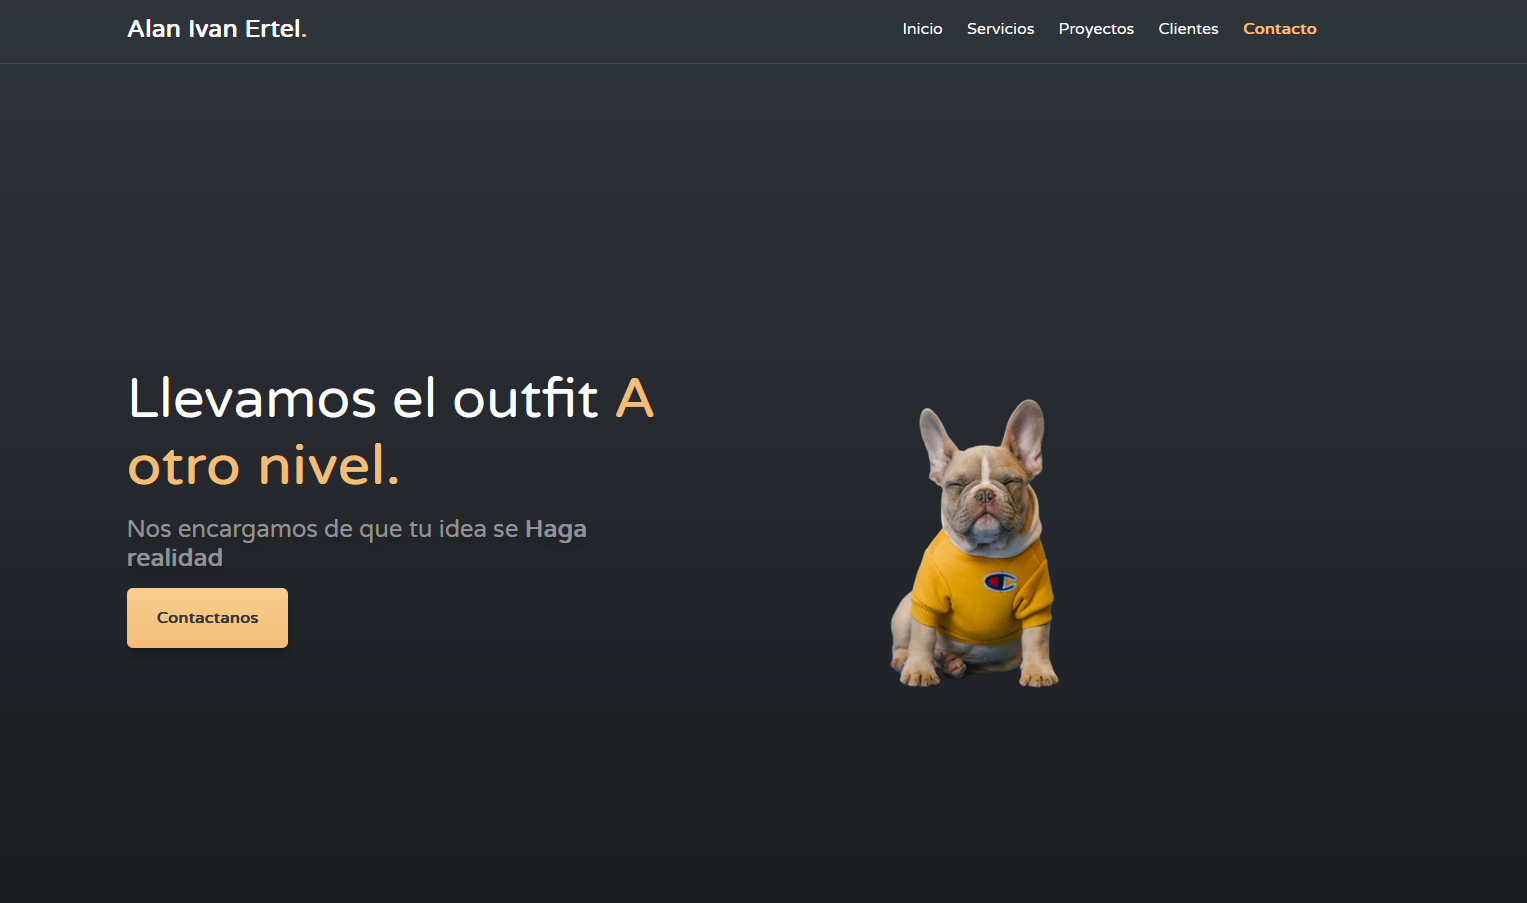 Alan Ivan Ertel.
Inicio Servicios Proyectos Clientes Contacto
Llevamos el outfit A
otro nivel.
Nos encargamos de que tu idea se Haga
realidad
Contactanos